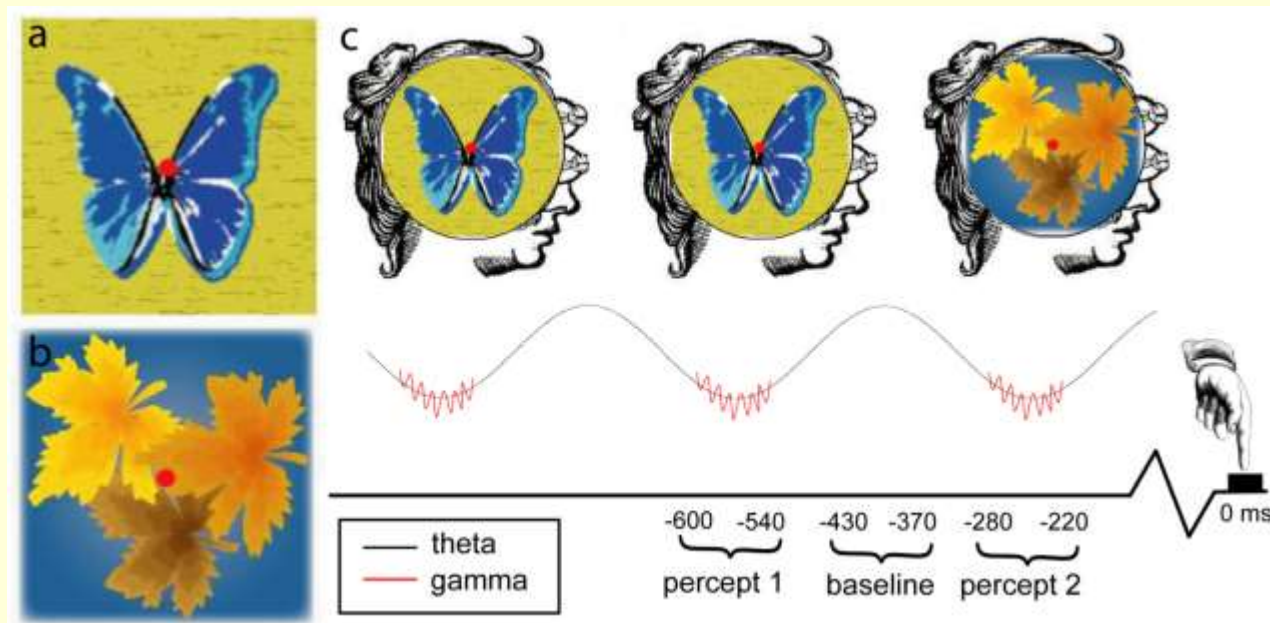 a
c
b
theta
gamma
-600 -540 -430 -370 -280 -220
percept 1 baseline percept 2
0 ms